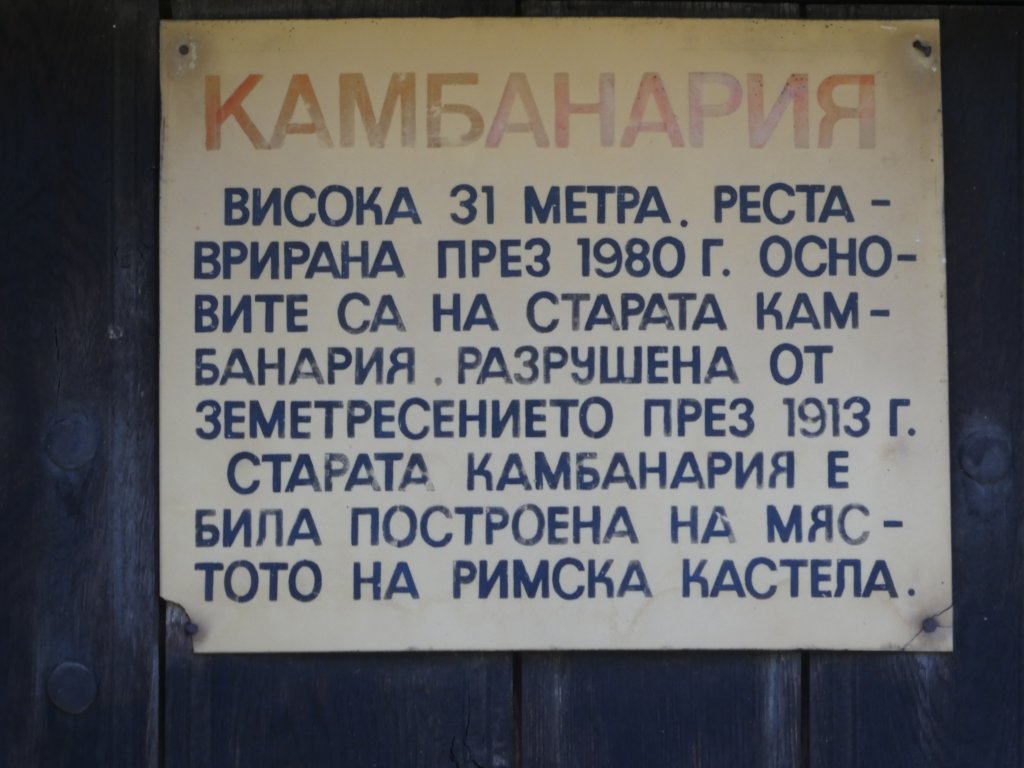 КАМБАНАРИЯ
ВИСОКА 31 МЕТРА. РЕСТА-
ВРИРАНА ПРЕЗ 1980 Г. ОСНО-
ВИТЕ СА НА СТАРАТА КАМ-
БАНАРИЯ. РАЗРУШЕНА ОТ
ЗЕМЕТРЕСЕНИЕТО ПРЕЗ 1913 Г.
СТАРАТА КАМБАНАРИЯ Е
БИЛА ПОСТРОЕНА НА МЯС-
ТОТО НА РИМСКА КАСТЕЛА.